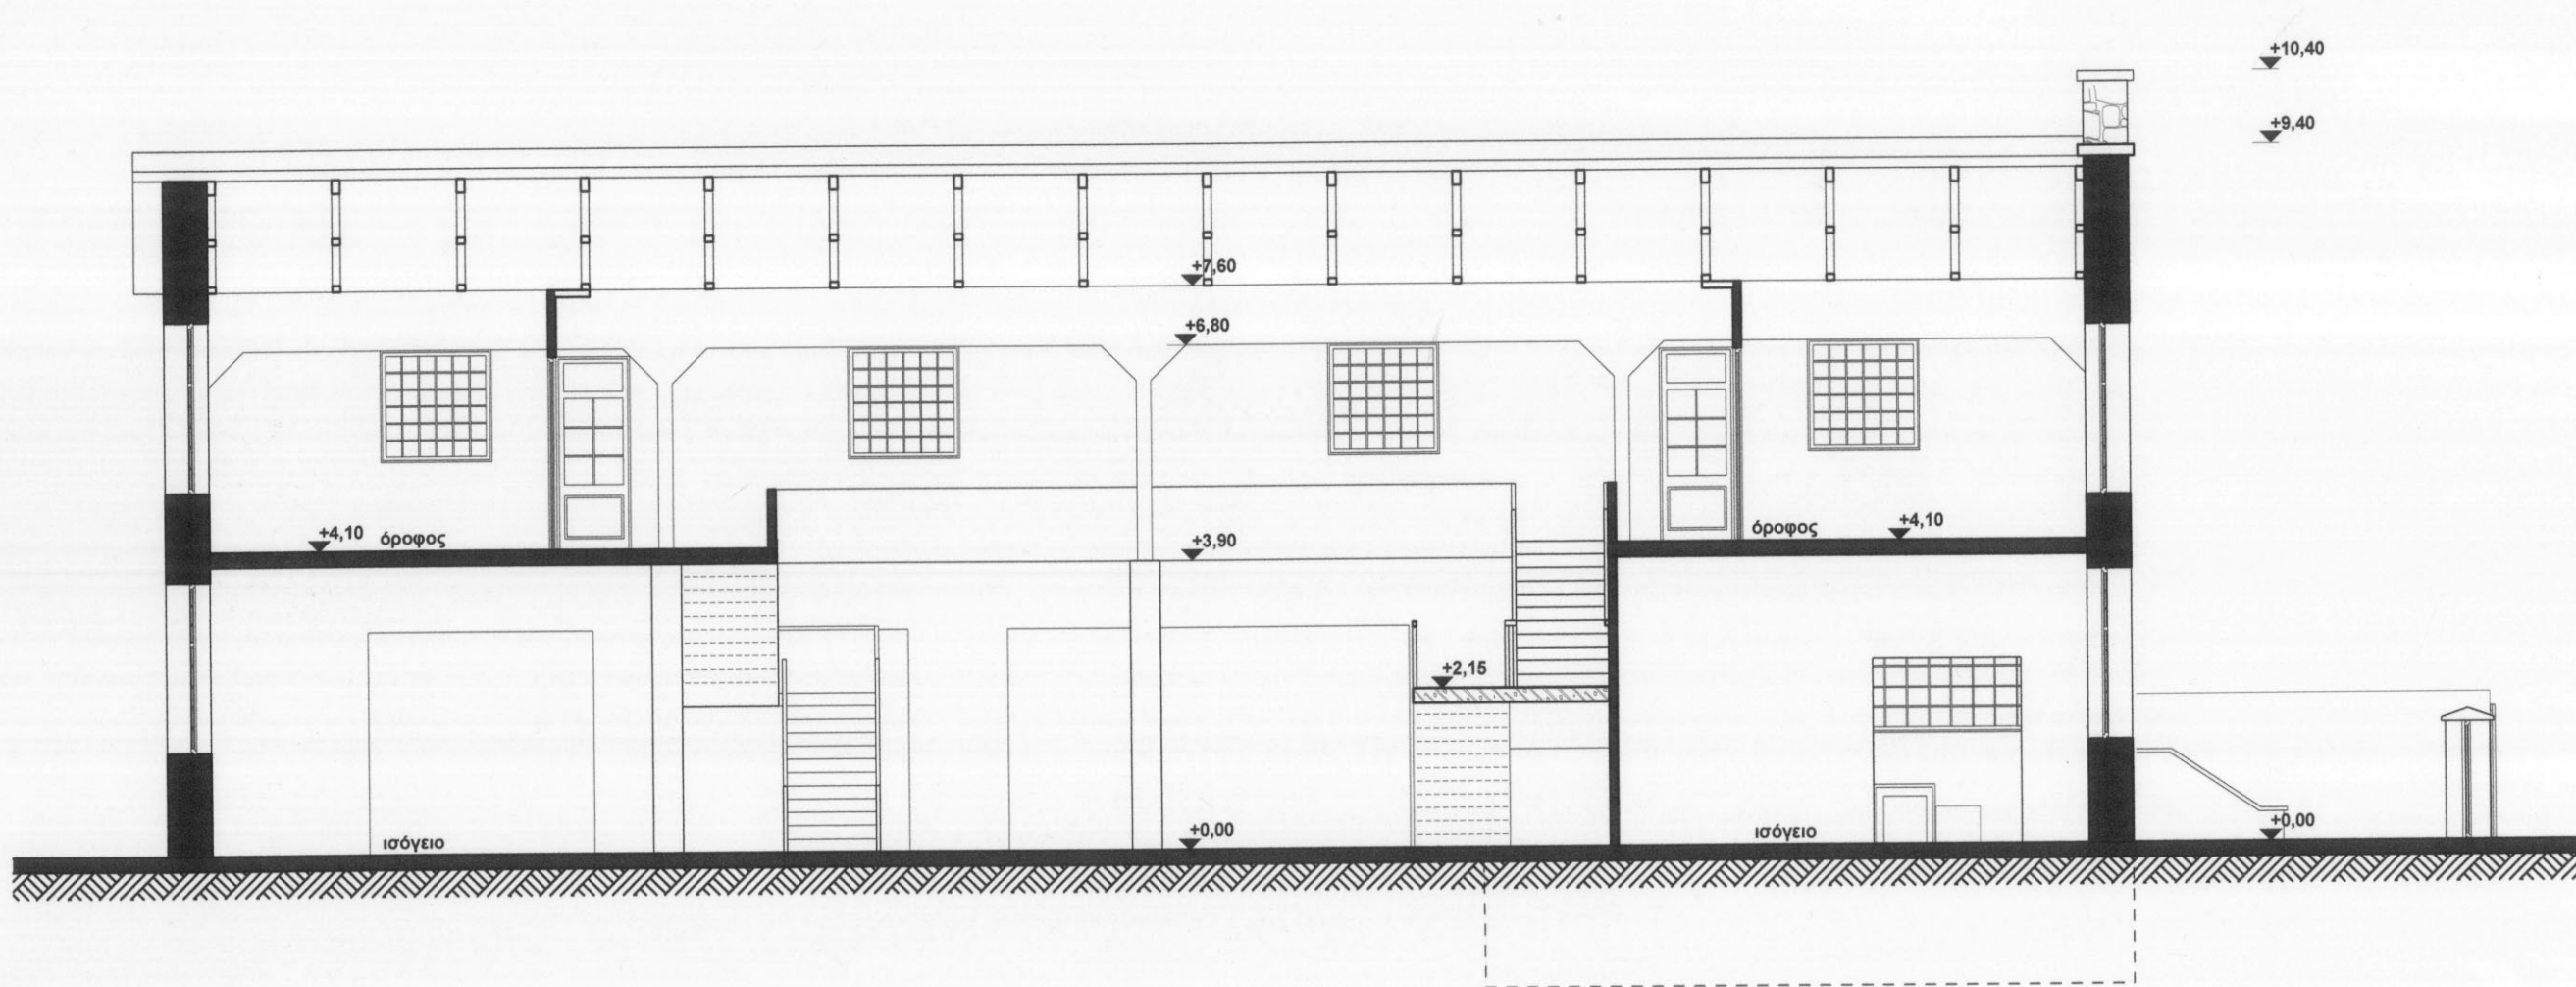 +10,40
+9,40
+7,60
+6,80
+4,10 όροφος
+3,90
όροφος +4,10
+2,15
ισόγειο
+0,00
ισόγειο
+0,00